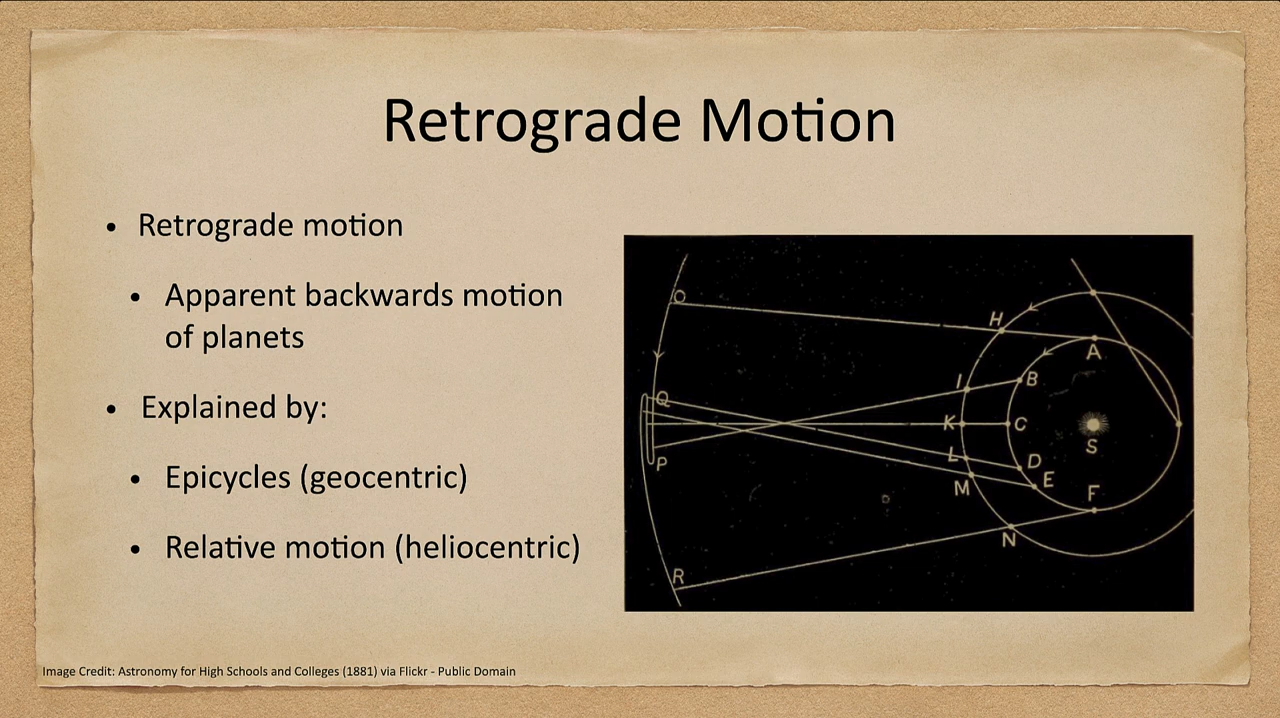 Retrograde Motion
• Retrograde motion
• Apparent backwards motion
of planets
• Explained by:
• Epicycles (geocentric)
• Relative motion (heliocentric)
O
H
A
I
B
Q
K
C
S
P
L
D
M
E
F
N
R
Image Credit: Astronomy for High Schools and Colleges (1881) via Flickr - Public Domain